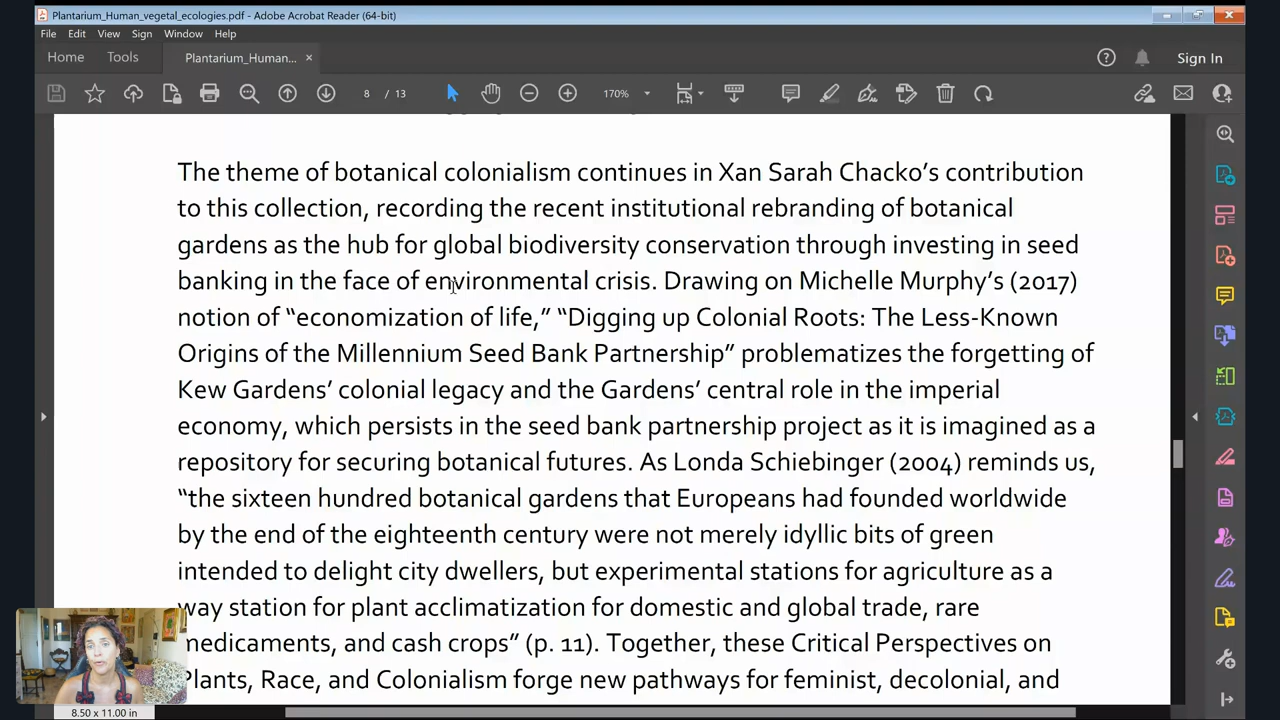 Plantarium_Human_vegetal_ecologies.pdf - Adobe Acrobat Reader (64-bit)
File Edit View Sign Window Help
Home Tools Plantarium_Human... × Sign In
8 / 13 170%
The theme of botanical colonialism continues in Xan Sarah Chacko’s contribution
to this collection, recording the recent institutional rebranding of botanical
gardens as the hub for global biodiversity conservation through investing in seed
banking in the face of environmental crisis. Drawing on Michelle Murphy’s (2017)
notion of “economization of life,” “Digging up Colonial Roots: The Less-Known
Origins of the Millennium Seed Bank Partnership” problematizes the forgetting of
Kew Gardens’ colonial legacy and the Gardens’ central role in the imperial
economy, which persists in the seed bank partnership project as it is imagined as a
repository for securing botanical futures. As Londa Schiebinger (2004) reminds us,
“the sixteen hundred botanical gardens that Europeans had founded worldwide
by the end of the eighteenth century were not merely idyllic bits of green
intended to delight city dwellers, but experimental stations for agriculture as a
way station for plant acclimatization for domestic and global trade, rare
medicaments, and cash crops” (p. 11). Together, these Critical Perspectives on
Plants, Race, and Colonialism forge new pathways for feminist, decolonial, and
8.50 x 11.00 in